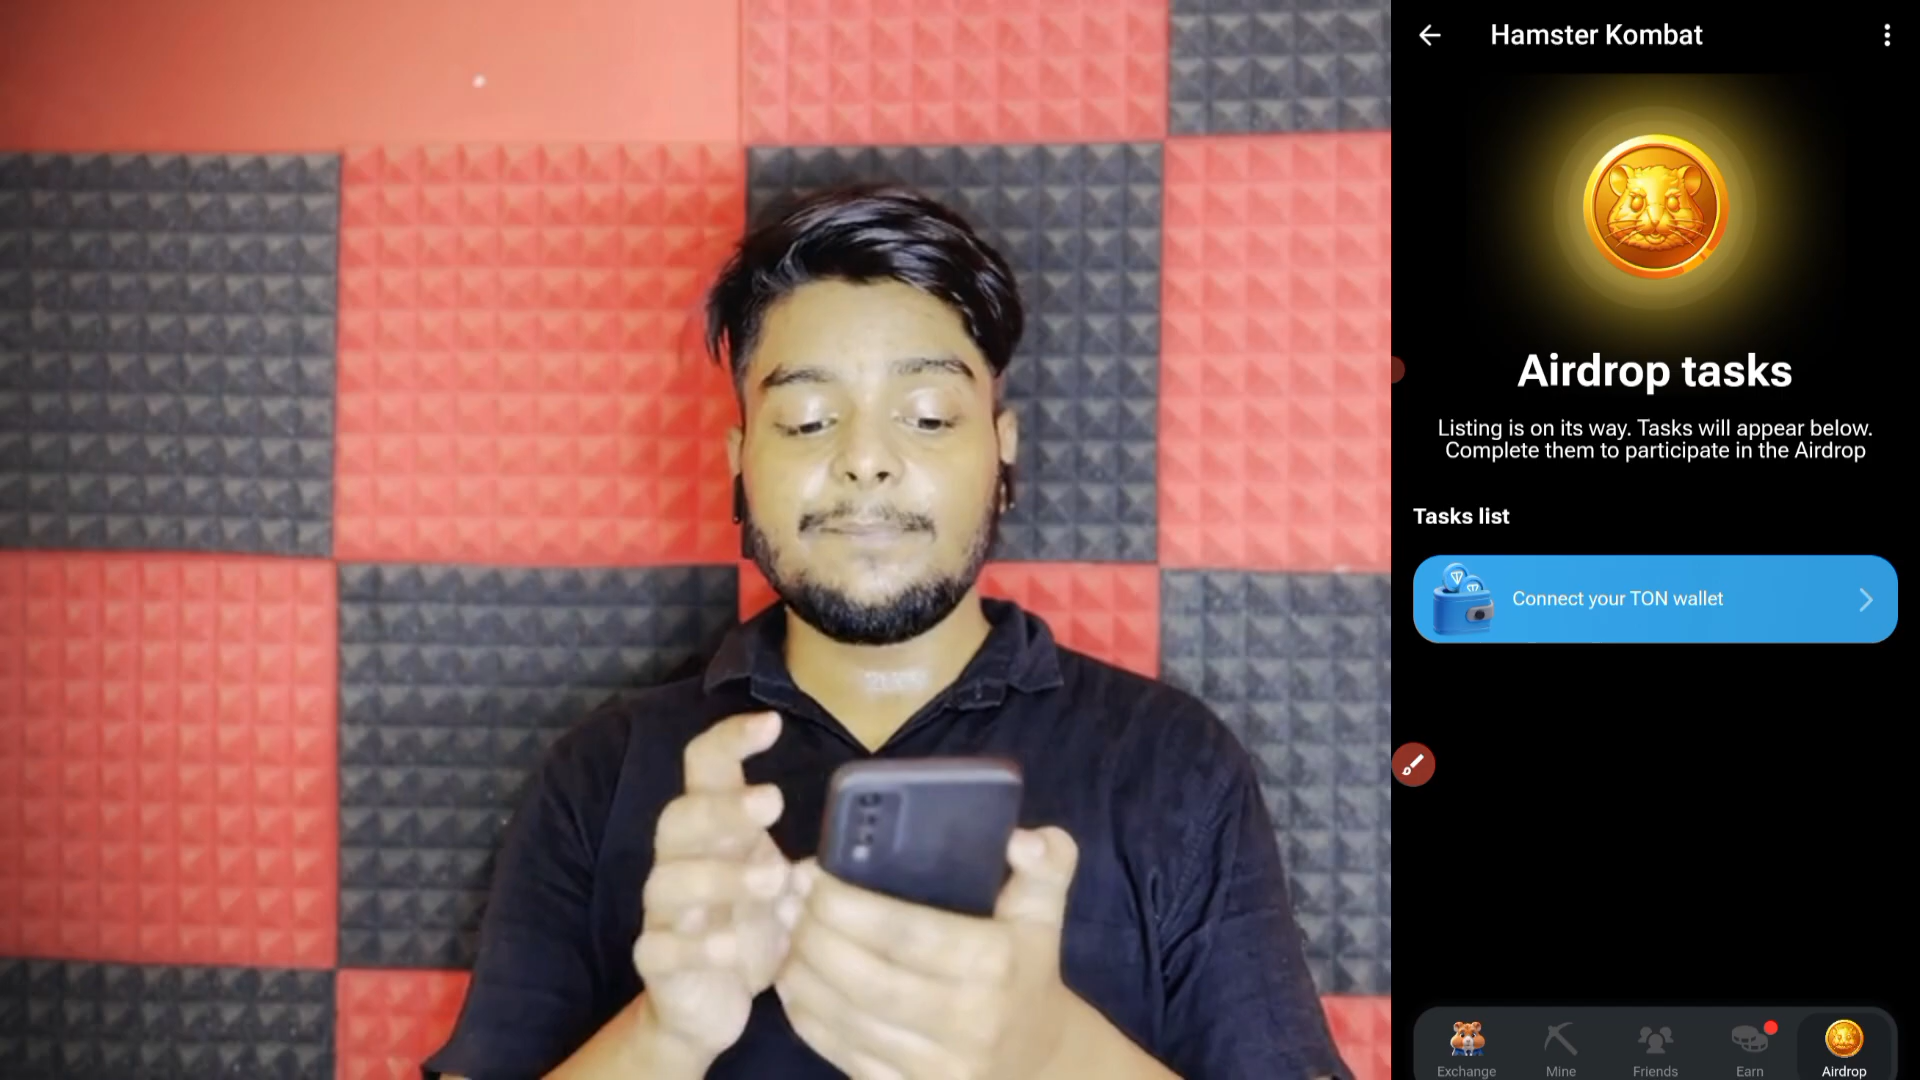 Hamster Kombat
Airdrop tasks
Listing is on its way. Tasks will appear below.
Complete them to participate in the Airdrop
Tasks list
Connect your TON wallet
Exchange
Mine
Friends
Earn
Airdrop